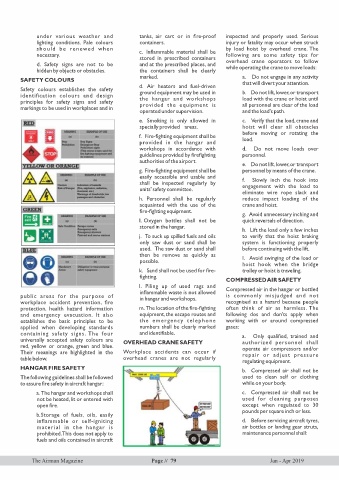 under various weather and
lighting conditions. Pale colours
should be renewed when
necessary.
d. Safety signs are not to be
hidden by objects or obstacles.
SAFETY COLOURS
Safety colours establishes the safety
identification colours and design
principles for safety signs and safety
markings to be used in workplaces and in
RED
YELLOW OR ORANGE
GREEN
BLUE
public areas for the purpose of
workplace accident prevention, fire
protection, health hazard information
and emergency evacuation. It also
establishes the basic principles to be
applied when developing standards
containing safety signs. The four
universally accepted safety colours are
red yellow or orange, green and blue.
Their meanings are highlighted in the
table below:
HANGAR FIRE SAFETY
The following guidelines shall be followed
to assure fire safety in aircraft hangar:
a. The hangar and workshops shall
not be heated, lit or entered with
open fire.
b. Storage of fuels, oils, easily
inflammable or self-igniting
material in the hangar is
prohibited. This does not apply to
fuels and oils contained in aircraft
tanks, air cart or in fire-proof
containers.
c. Inflammable material shall be
stored in prescribed containers
and at the prescribed places, and
the containers shall be clearly
marked.
d. Air heaters and fuel-driven
ground equipment may be used in
the hangar and workshops
provided the equipment is
operated under supervision.
e. Smoking is only allowed in
specially provided areas.
f. Fire-fighting equipment shall be
provided in the hangar and
workshops in accordance with
guidelines provided by firefighting
authorities of the airport.
g. Fire-fighting equipment shall be
easily accessible and usable and
shall be inspected regularly by
units' safety committee.
h. Personnel shall be regularly
acquainted with the use of the
fire-fighting equipment.
I. Oxygen bottles shall not be
stored in the hangar.
j. To suck up spilled fuels and oils
only saw dust or sand shall be
used. The saw dust or sand shall
then be remove as quickly as
possible.
k. Sand shall not be used for fire-
fighting.
l. Piling up of used rags and
inflammable waste is not allowed
in hangar and workshops.
m. The location of the fire-fighting
equipment, the escape routes and
the emergency telephone
numbers shall be clearly marked
and identifiable.
OVERHEAD CRANE SAFETY
Workplace accidents can occur if
overhead cranes are not regularly
inspected and properly used. Serious
injury or fatality may occur when struck
by load hoist by overhead crane. The
following are some safety tips for
overhead crane operators to follow
while operating the crane to move loads:
a. Do not engage in any activity
that will divert your attention.
b. Do not lift, lower, or transport
load with the crane or hoist until
all personnel are clear of the load
and the load's path.
c. Verify that the load, crane and
hoist will clear all obstacles
before moving or rotating the
load.
d. Do not move loads over
personnel.
e. Do not lift, lower, or transport
personnel by means of the crane.
f. Slowly inch the hook into
engagement with the load to
eliminate wire rope slack and
reduce impact loading of the
crane and hoist.
g. Avoid unnecessary inching and
quick reversals of direction.
h. Lift the load only a few inches
to verify that the hoist braking
system is functioning properly
before continuing with the lift.
I. Avoid swinging of the load or
hoist hook when the bridge
trolley or hoist is traveling.
COMPRESSED AIR SAFETY
Compressed air in the hangar or bottled
is commonly misjudged and not
recognised as a hazard because people
often think of air as harmless. The
following dos and don'ts apply when
working with or around compressed
gases:
a. Only qualified, trained and
authorized personnel shall
operate air compressors and/or
repair or adjust pressure
regulating equipment.
b. Compressed air shall not be
used to clean self or clothing
while on your body.
c. Compressed air shall not be
used for cleaning purposes
except when regulated to 30
pounds per square inch or less.
d. Before servicing aircraft tyres,
air bottles or landing gear struts,
maintenance personnel shall:
The Airman Magazine
Page // 79
Jan - Apr 2019